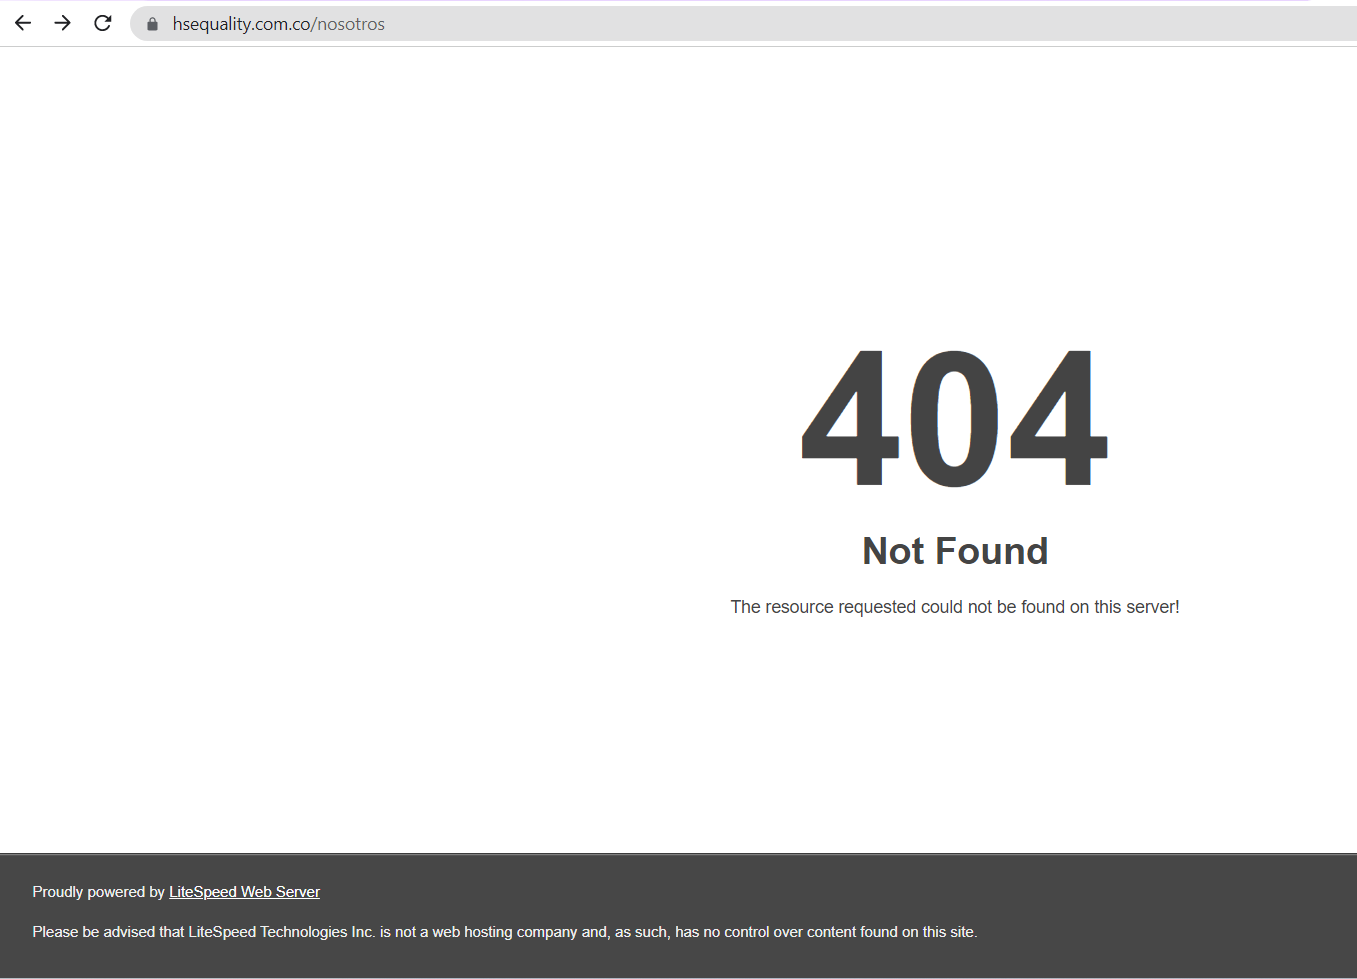 hsequality.com.co/nosotros
404
Not Found
The resource requested could not be found on this server!
Proudly powered by LiteSpeed Web Server
Please be advised that LiteSpeed Technologies Inc. is not a web hosting company and, as such, has no control over content found on this site.